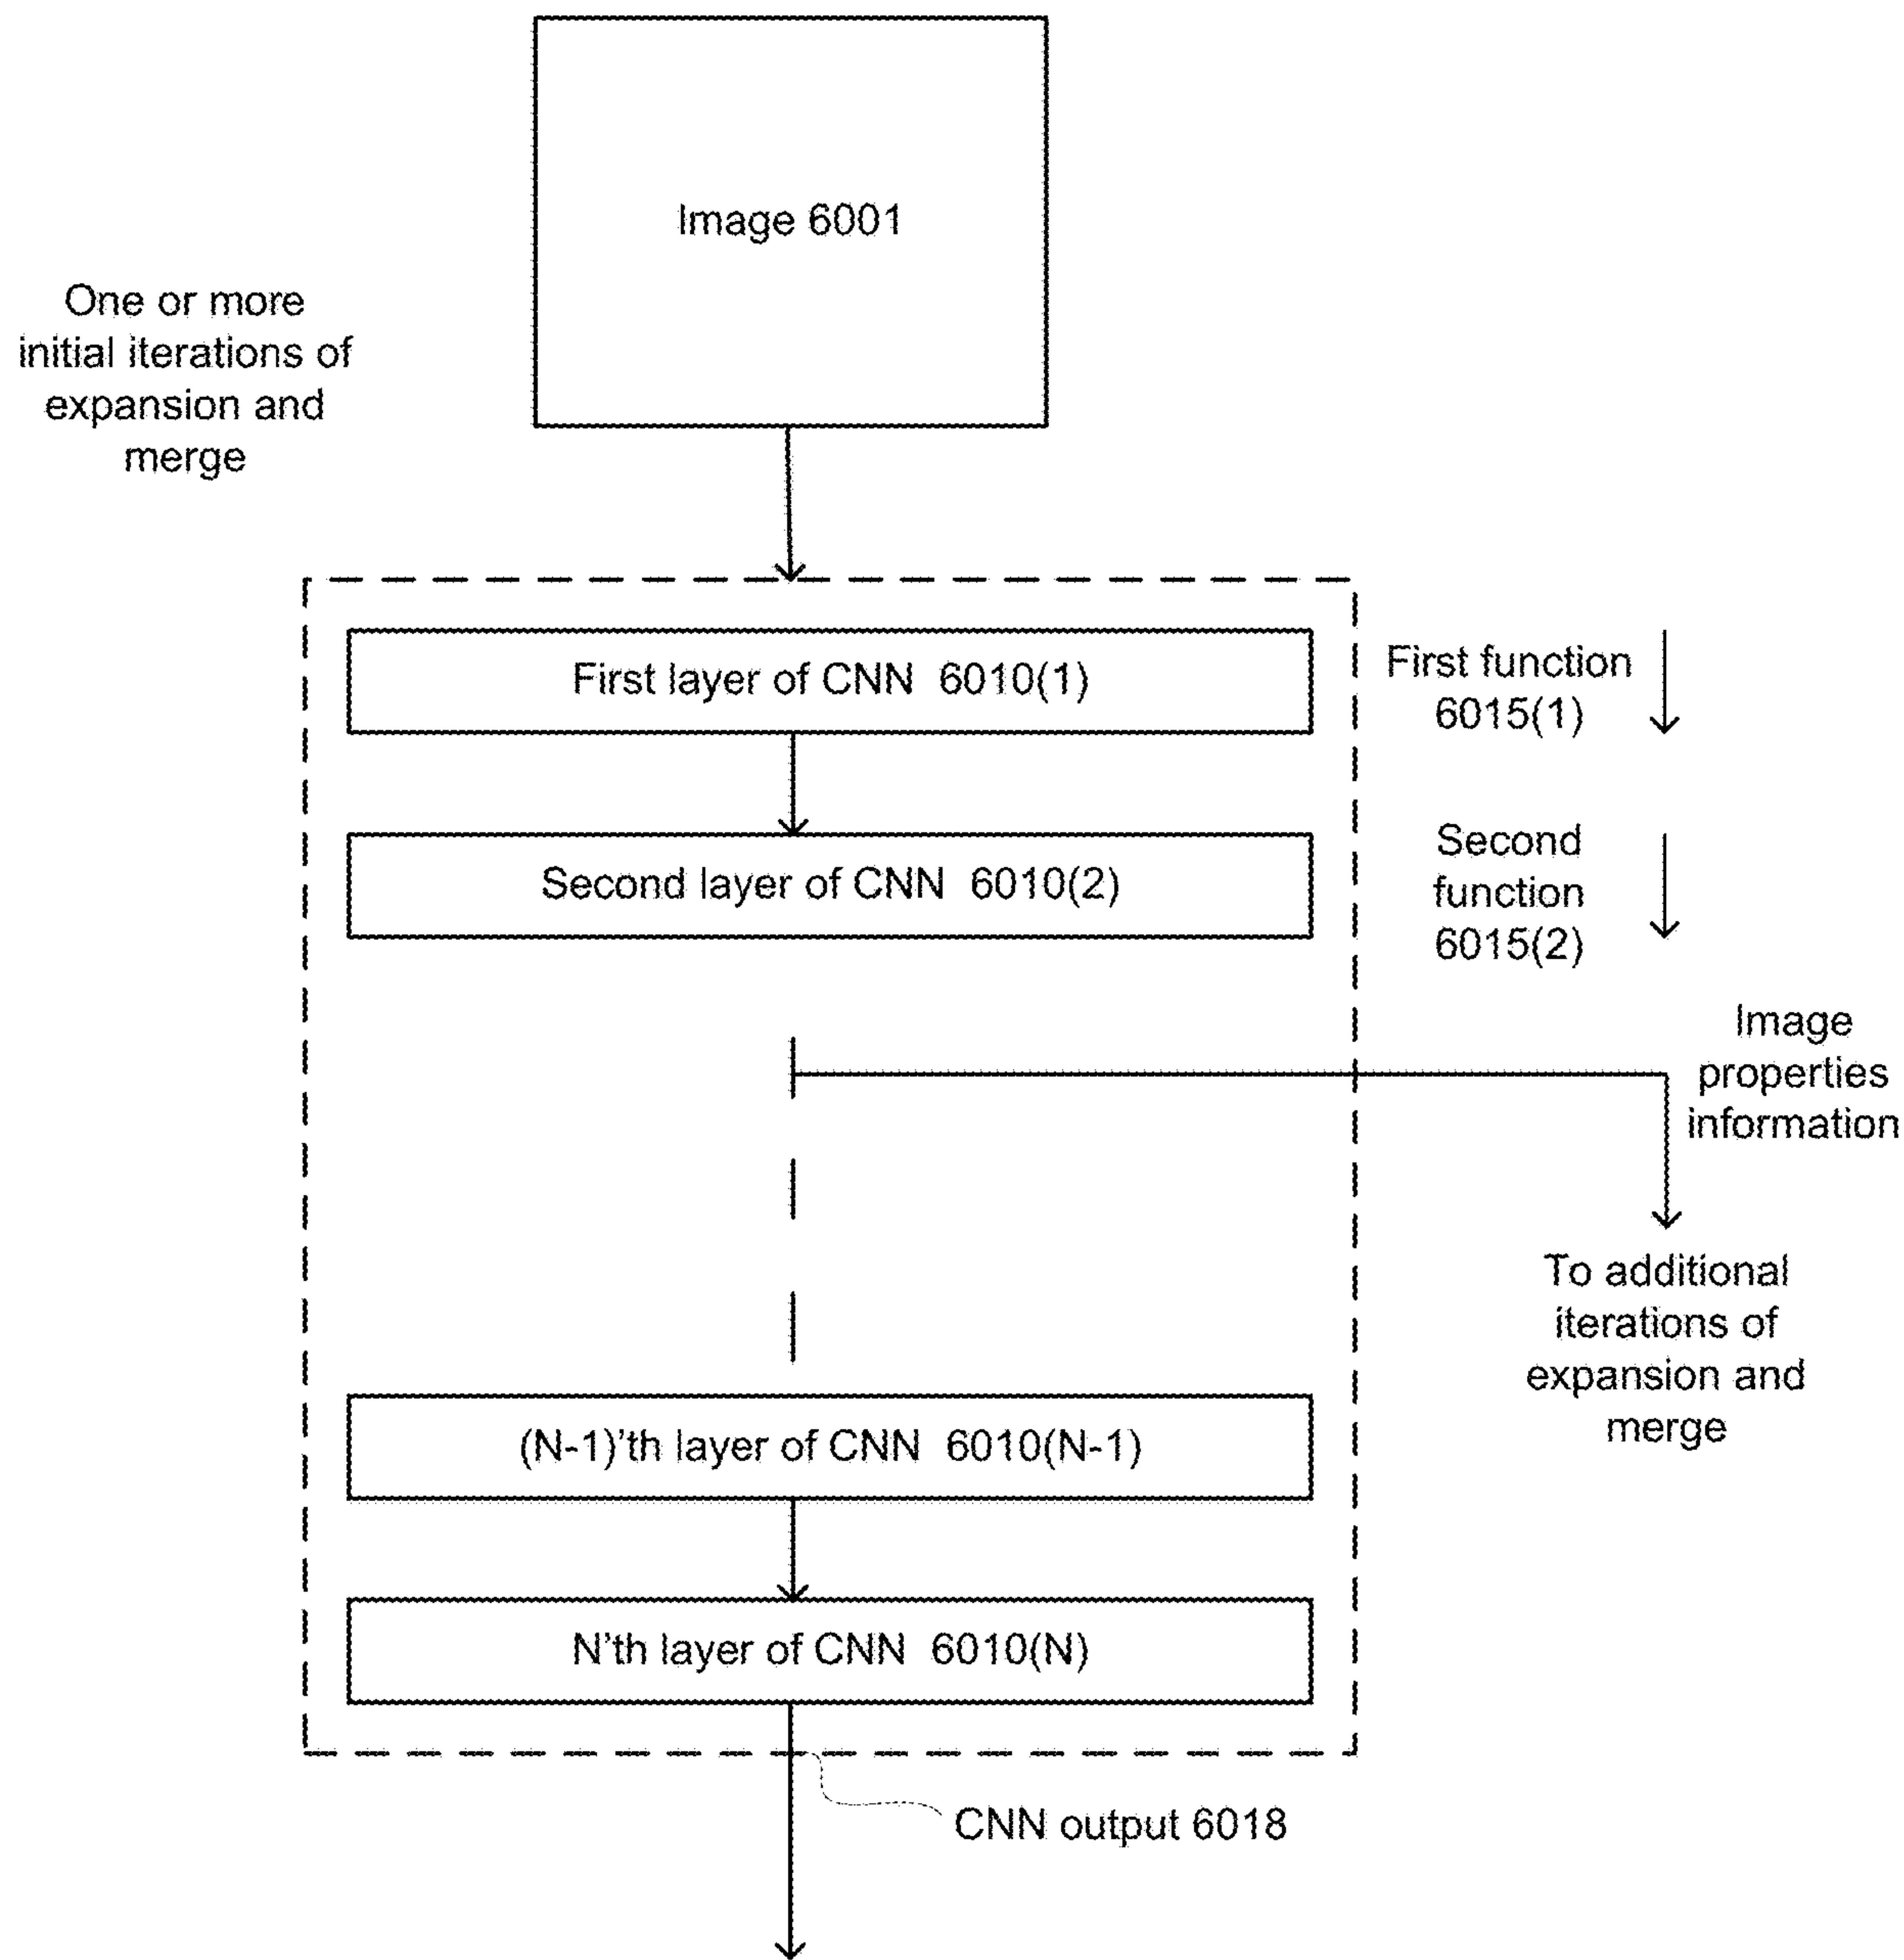 Image 6001
One or more
initial iterations of
expansion and
merge
First layer of CNN 6010(1)
First function
6015(1)
Second layer of CNN 6010(2)
Second
function
6015(2)
Image
properties
information
To additional
iterations of
expansion and
merge
(N-1)'th layer of CNN 6010(N-1)
N'th layer of CNN 6010(N)
CNN output 6018